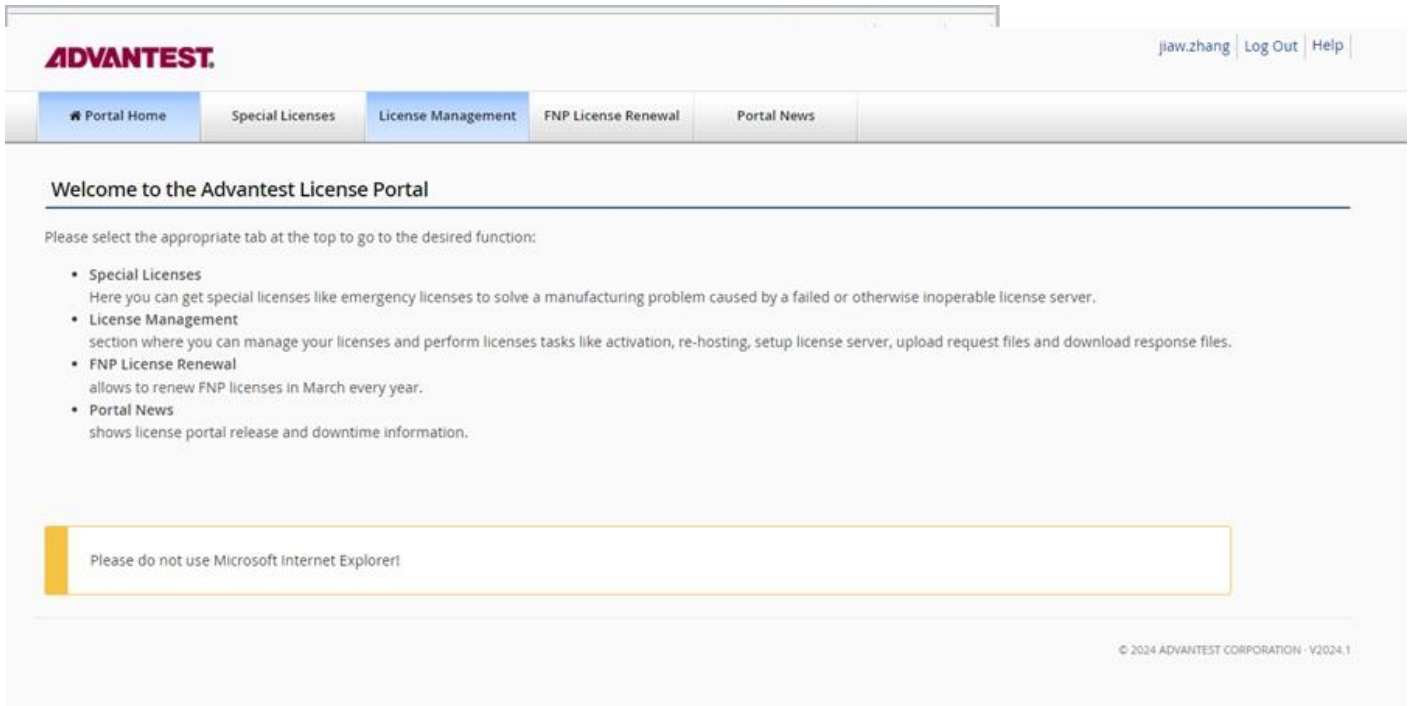 ADVANTEST.
jiaw.zhang Log Out Help
Portal Home Special Licenses License Management FNP License Renewal Portal News
Welcome to the Advantest License Portal
Please select the appropriate tab at the top to go to the desired function:
• Special Licenses
Here you can get special licenses like emergency licenses to solve a manufacturing problem caused by a failed or otherwise inoperable license server.
• License Management
section where you can manage your licenses and perform licenses tasks like activation, re-hosting, setup license server, upload request files and download response files.
• FNP License Renewal
allows to renew FNP licenses in March every year.
• Portal News
shows license portal release and downtime information.
Please do not use Microsoft Internet Explorer!
© 2024 ADVANTEST CORPORATION · V2024.1